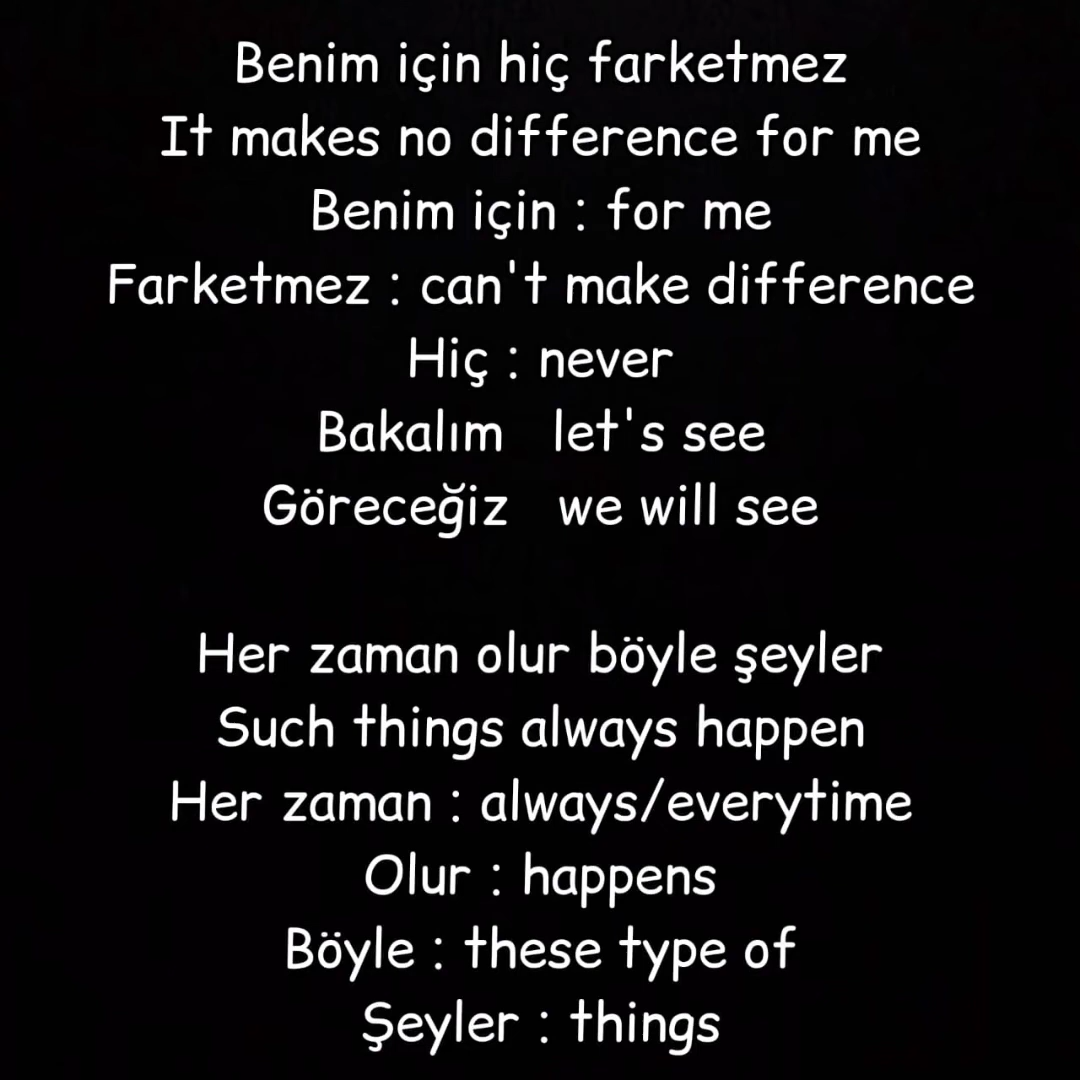 Benim için hiç farketmez
It makes no difference for me
Benim için : for me
Farketmez : can't make difference
Hiç : never
Bakalım let's see
Göreceğiz we will see
Her zaman olur böyle şeyler
Such things always happen
Her zaman : always/everytime
Olur : happens
Böyle : these type of
Şeyler : things